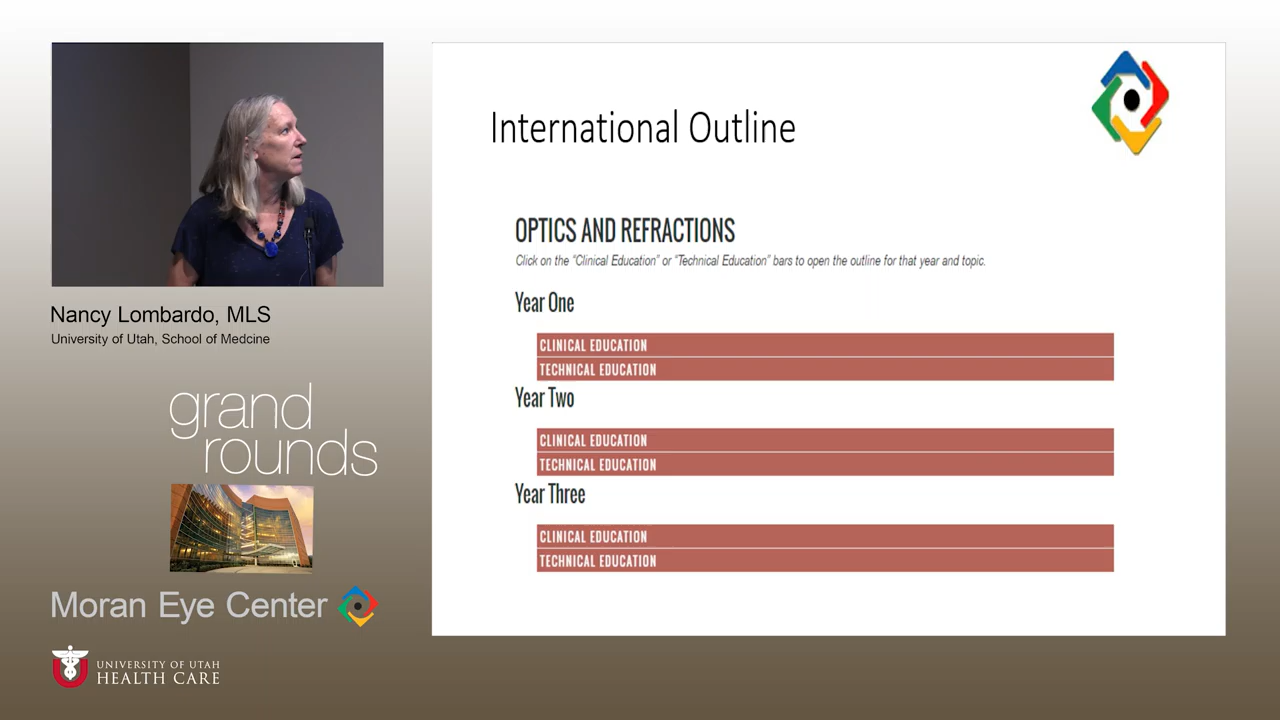 Nancy Lombardo, MLS
University of Utah, School of Medcine
grand
rounds
Moran Eye Center
UNIVERSITY OF UTAH
HEALTH CARE
International Outline
OPTICS AND REFRACTIONS
Click on the "Clinical Education" or "Technical Education" bars to open the outline for that year and topic.
Year One
CLINICAL EDUCATION
TECHNICAL EDUCATION
Year Two
CLINICAL EDUCATION
TECHNICAL EDUCATION
Year Three
CLINICAL EDUCATION
TECHNICAL EDUCATION